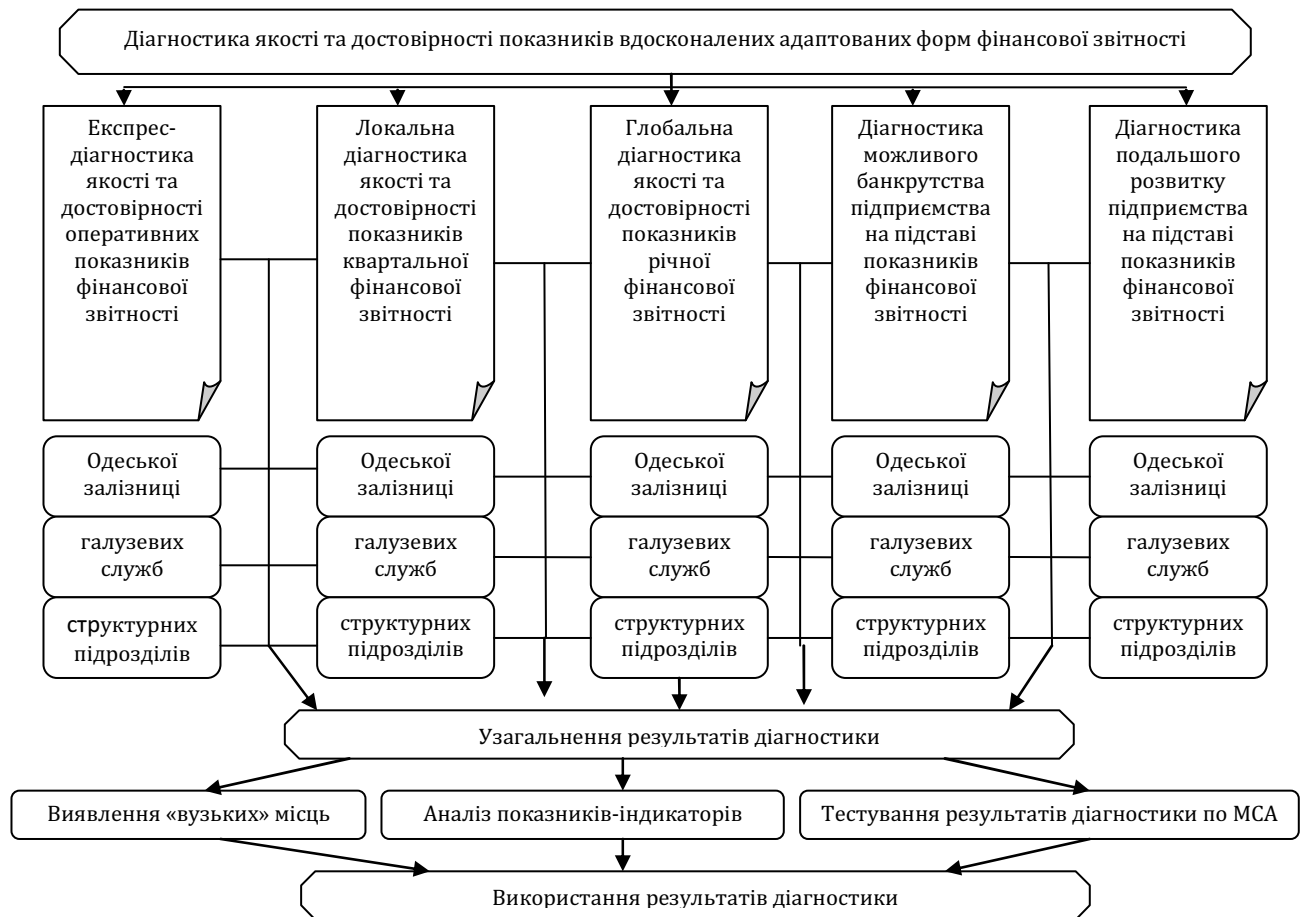 Діагностика якості та достовірності показників вдосконалених адаптованих форм фінансової звітності
Експрес-
діагностика
якості та
достовірності
оперативних
показників
фінансової
звітності
Локальна
діагностика
якості та
достовірності
показників
квартальної
фінансової
звітності
Глобальна
діагностика
якості та
достовірності
показників
річної
фінансової
звітності
Діагностика
можливого
банкрутства
підприємства
на підставі
показників
фінансової
звітності
Діагностика
подальшого
розвитку
підприємства
на підставі
показників
фінансової
звітності
Одеської
залізниці
Одеської
залізниці
Одеської
залізниці
Одеської
залізниці
Одеської
залізниці
галузевих
служб
галузевих
служб
галузевих
служб
галузевих
служб
галузевих
служб
структурних
підрозділів
структурних
підрозділів
структурних
підрозділів
структурних
підрозділів
структурних
підрозділів
Узагальнення результатів діагностики
Виявлення «вузьких» місць
Аналіз показників-індикаторів
Тестування результатів діагностики по МСА
Використання результатів діагностики